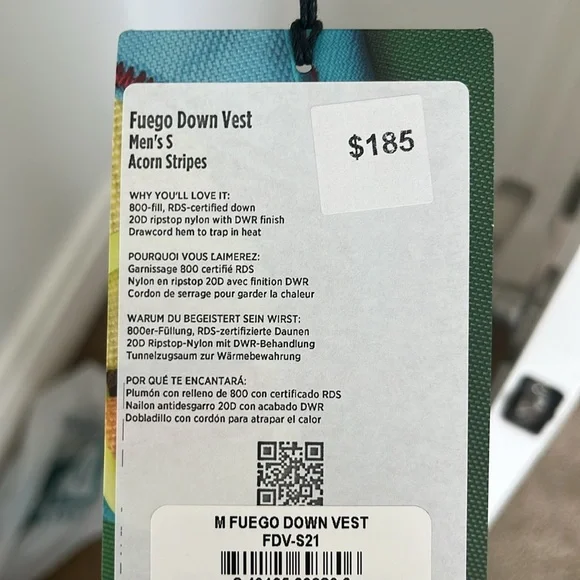 Fuego Down Vest
Men's S
Acorn Stripes
$185
WHY YOU'LL LOVE IT:
800-fill, RDS-certified down
20D ripstop nylon with DWR finish
Drawcord hem to trap in heat
POURQUOI VOUS L'AIMEREZ:
Garnissage 800 certifié RDS
Nylon en ripstop 20D avec finition DWR
Cordon de serrage pour garder la chaleur
WARUM DU BEGEISTERT SEIN WIRST:
800er-Füllung, RDS-zertifizierte Daunen
20D Ripstop-Nylon mit DWR-Behandlung
Tunnelzugsaum zur Wärmebewahrung
POR QUÉ TE ENCANTARÁ:
Plumón con relleno de 800 con certificado RDS
Nailon antidesgarro 20D con acabado DWR
Dobladillo con cordón para atrapar el calor
M FUEGO DOWN VEST
FDV-S21